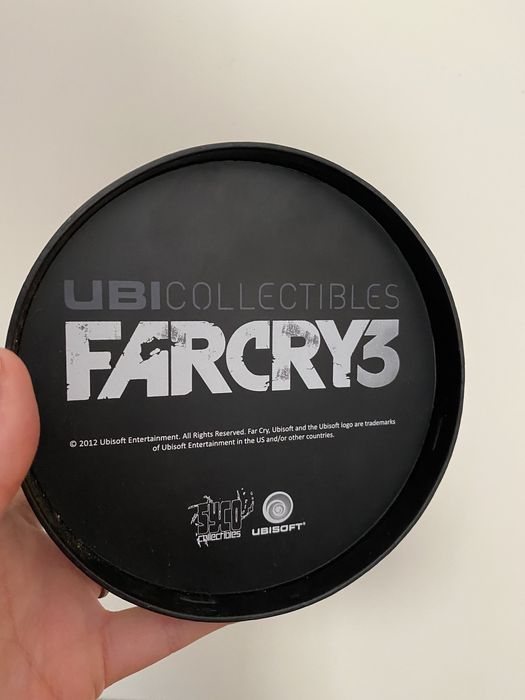 UBICOLLECTIBLES
FARCRY3
© 2012 Ubisoft Entertainment. All Rights Reserved. Far Cry, Ubisoft and the Ubisoft logo are trademarks
of Ubisoft Entertainment in the US and/or other countries.
SYCO
collectibles
UBISOFT